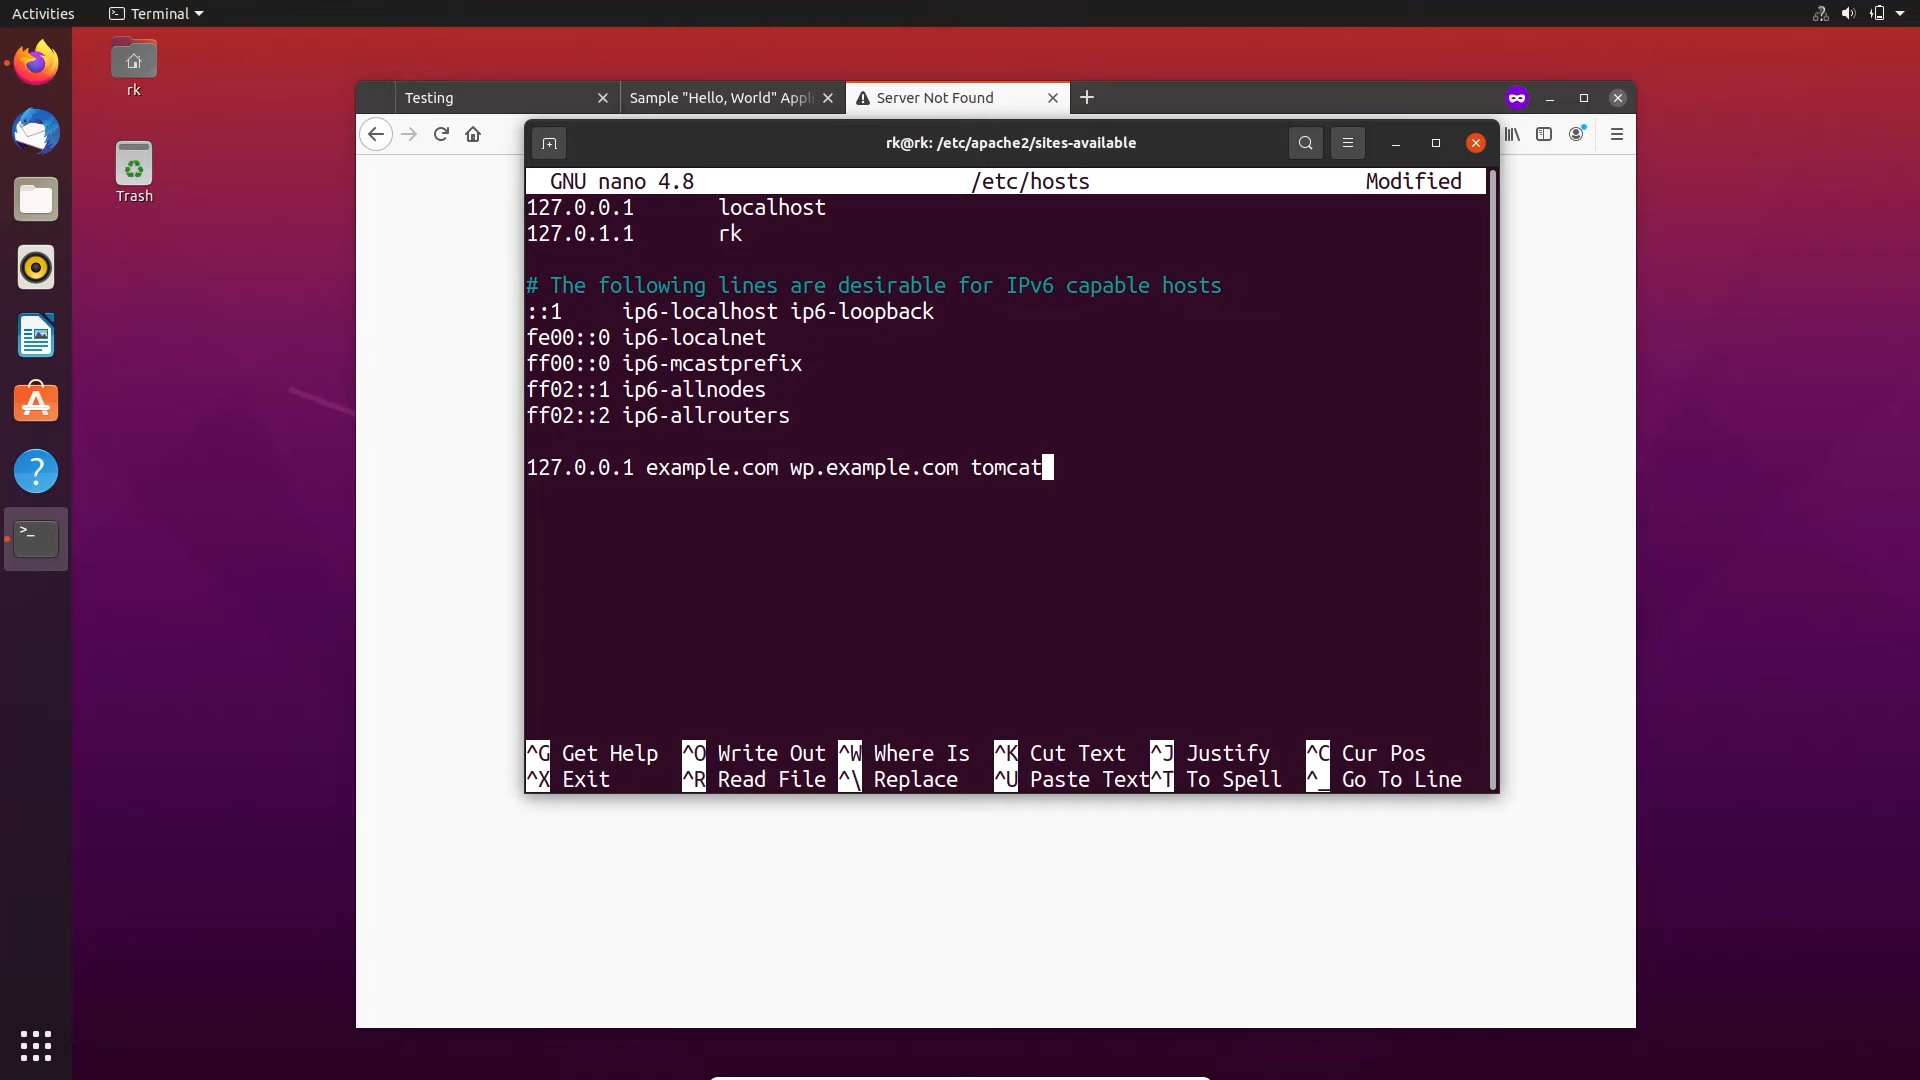 Activities Terminal
rk
Trash
Testing Sample "Hello, World" Appli Server Not Found
rk@rk: /etc/apache2/sites-available
GNU nano 4.8 /etc/hosts Modified
127.0.0.1 localhost
127.0.1.1 rk
# The following lines are desirable for IPv6 capable hosts
::1 ip6-localhost ip6-loopback
fe00::0 ip6-localnet
ff00::0 ip6-mcastprefix
ff02::1 ip6-allnodes
ff02::2 ip6-allrouters
127.0.0.1 example.com wp.example.com tomcat
^G Get Help ^O Write Out ^W Where Is ^K Cut Text ^J Justify ^C Cur Pos
^X Exit ^R Read File ^\ Replace ^U Paste Text ^T To Spell ^_ Go To Line